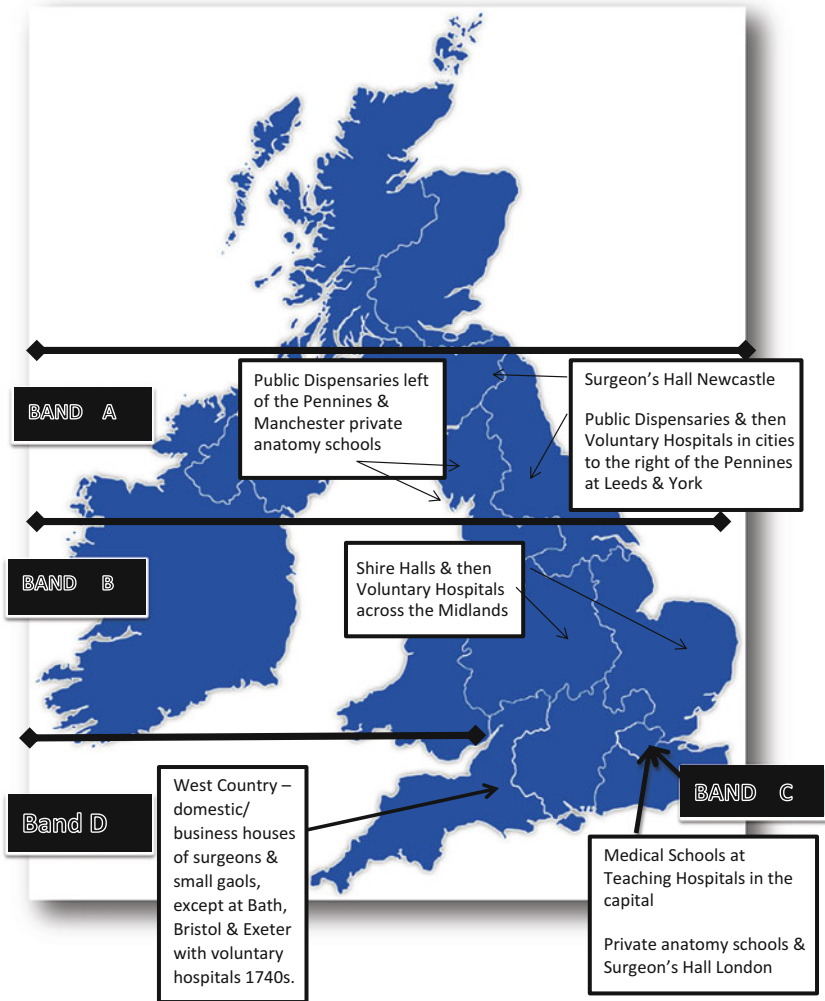 BAND A
Public Dispensaries left
of the Pennines &
Manchester private
anatomy schools
Surgeon’s Hall Newcastle
Public Dispensaries & then
Voluntary Hospitals in cities
to the right of the Pennines
at Leeds & York
BAND B
Shire Halls & then
Voluntary Hospitals
across the Midlands
Band D
West Country –
domestic/
business houses
of surgeons &
small gaols,
except at Bath,
Bristol & Exeter
with voluntary
hospitals 1740s.
BAND C
Medical Schools at
Teaching Hospitals in the
capital
Private anatomy schools &
Surgeon’s Hall London